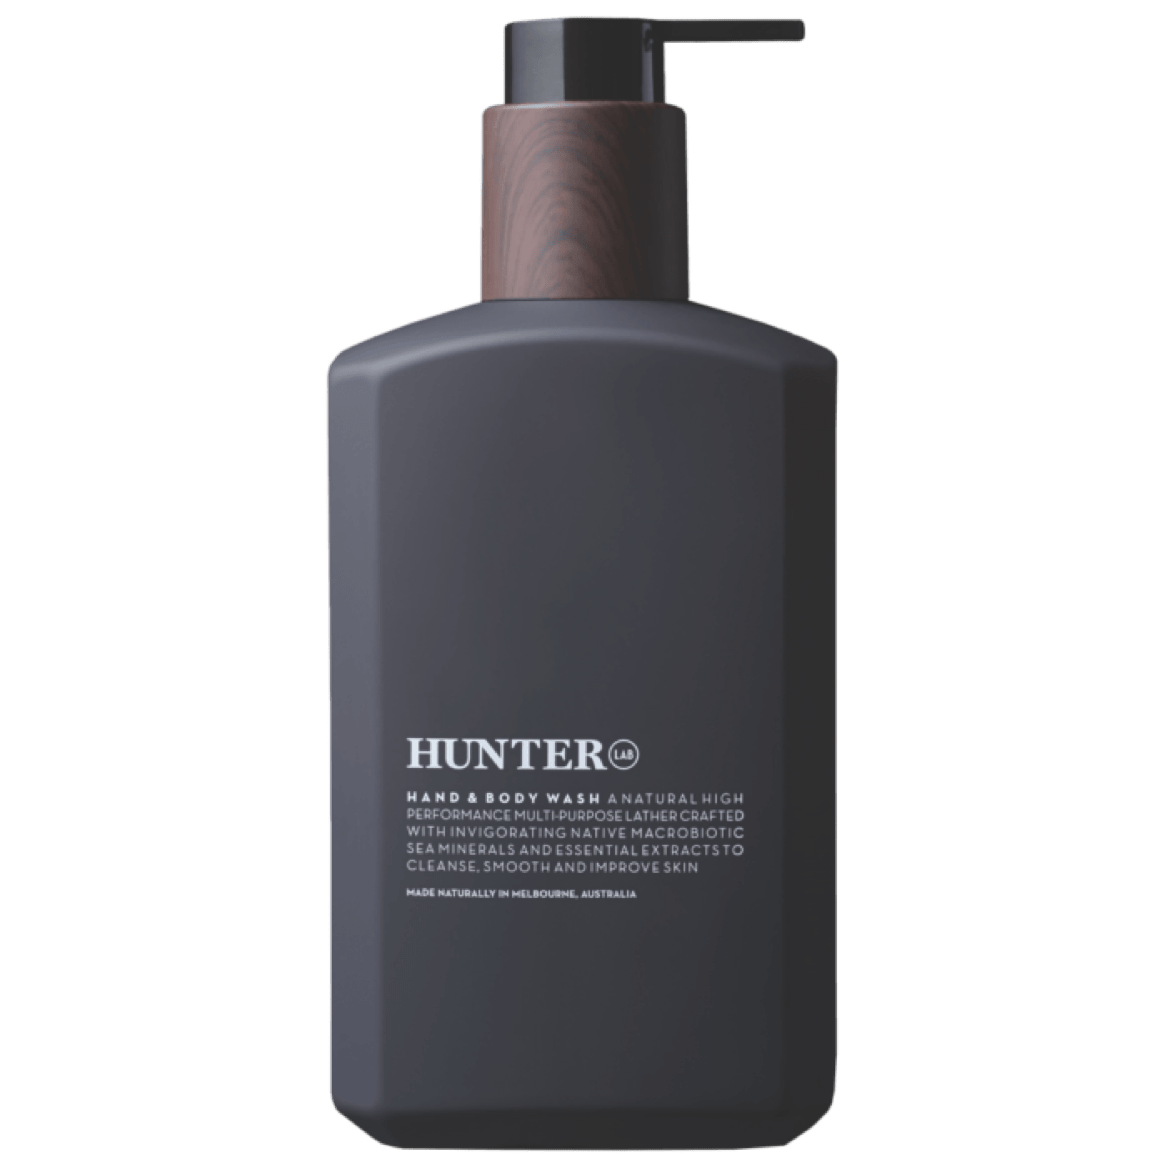 HUNTER LAB
HAND & BODY WASH A NATURAL HIGH
PERFORMANCE MULTI-PURPOSE LATHER CRAFTED
WITH INVIGORATING NATIVE MACROBIOTIC
SEA MINERALS AND ESSENTIAL EXTRACTS TO
CLEANSE, SMOOTH AND IMPROVE SKIN
MADE NATURALLY IN MELBOURNE, AUSTRALIA